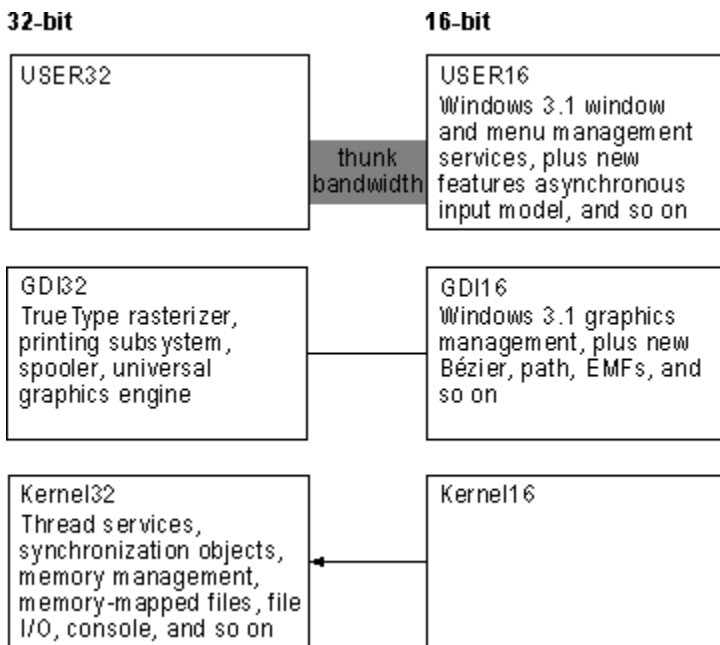 32-bit
16-bit
USER32
thunk
bandwidth
USER16
Windows 3.1 window
and menu management
services, plus new
features asynchronous
input model, and so on
GDI32
TrueType rasterizer,
printing subsystem,
spooler, universal
graphics engine
GDI16
Windows 3.1 graphics
management, plus new
Bézier, path, EMFs, and
so on
Kernel32
Thread services,
synchronization objects,
memory management,
memory-mapped files, file
I/O, console, and so on
Kernel16